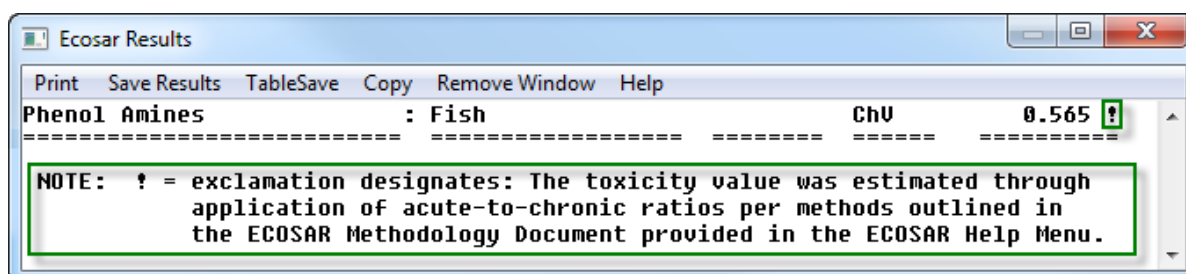 Ecosar Results
Print Save Results TableSave Copy Remove Window Help
Phenol Amines : Fish ChV 0.565 !
============================ ================== ======== ====== ==========
NOTE: ! = exclamation designates: The toxicity value was estimated through
application of acute-to-chronic ratios per methods outlined in
the ECOSAR Methodology Document provided in the ECOSAR Help Menu.